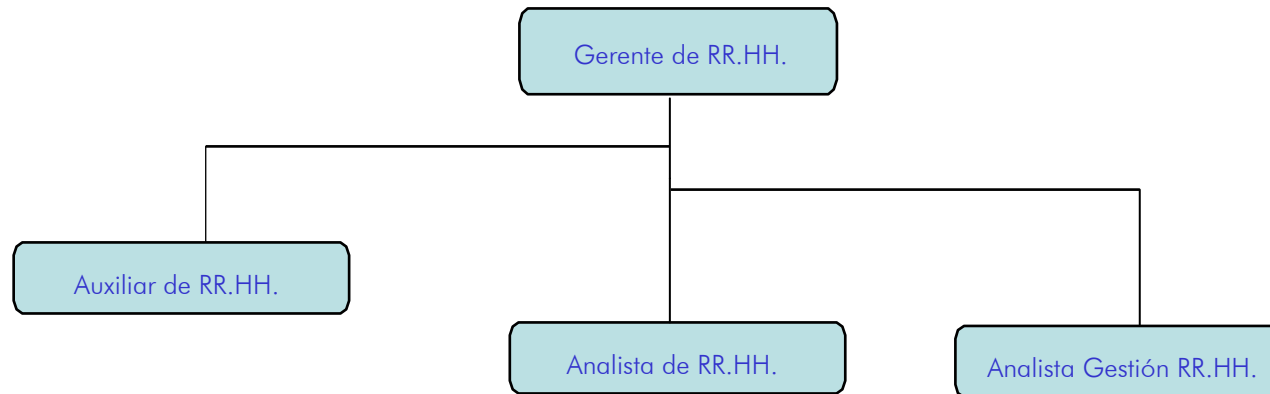 Gerente de RR.HH.
Auxiliar de RR.HH.
Analista de RR.HH.
Analista Gestión RR.HH.